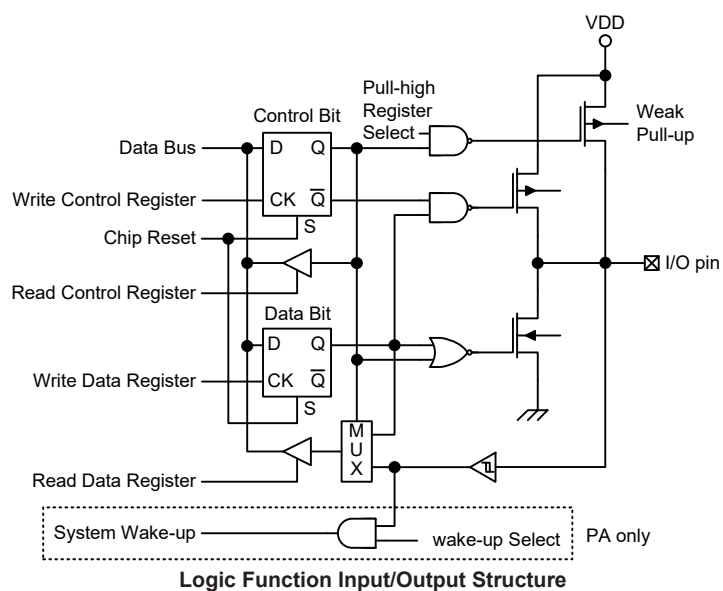 VDD
Pull-high
Register
Select
Weak
Pull-up
Control Bit
Data Bus
D
Q
Write Control Register
CK
Q
Chip Reset
S
I/O pin
Read Control Register
Data Bit
D
Q
Write Data Register
CK
Q
S
M
U
X
Read Data Register
System Wake-up
wake-up Select
PA only
Logic Function Input/Output Structure